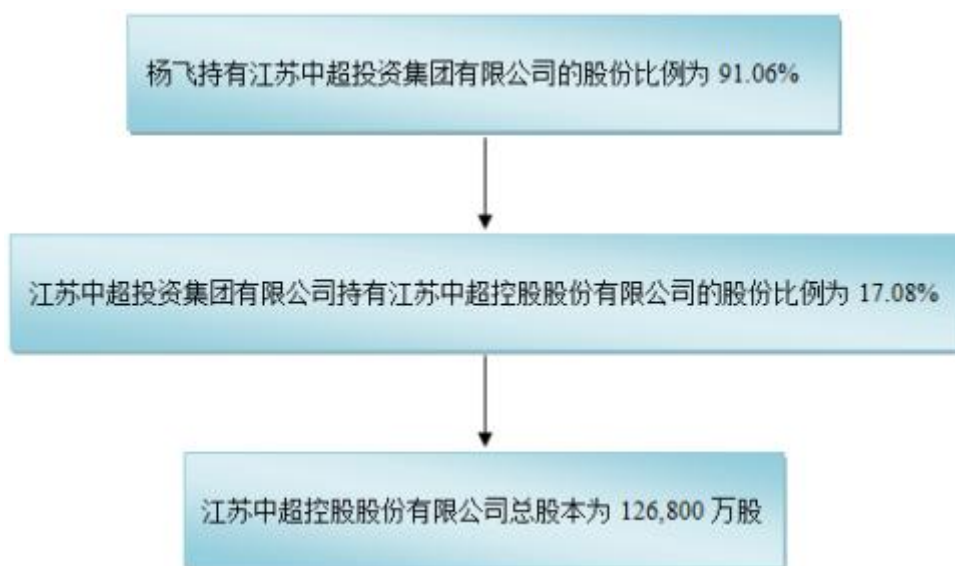 杨飞持有江苏中超投资集团有限公司的股份比例为 91.06%
江苏中超投资集团有限公司持有江苏中超控股股份有限公司的股份比例为 17.08%
江苏中超控股股份有限公司总股本为 126,800 万股